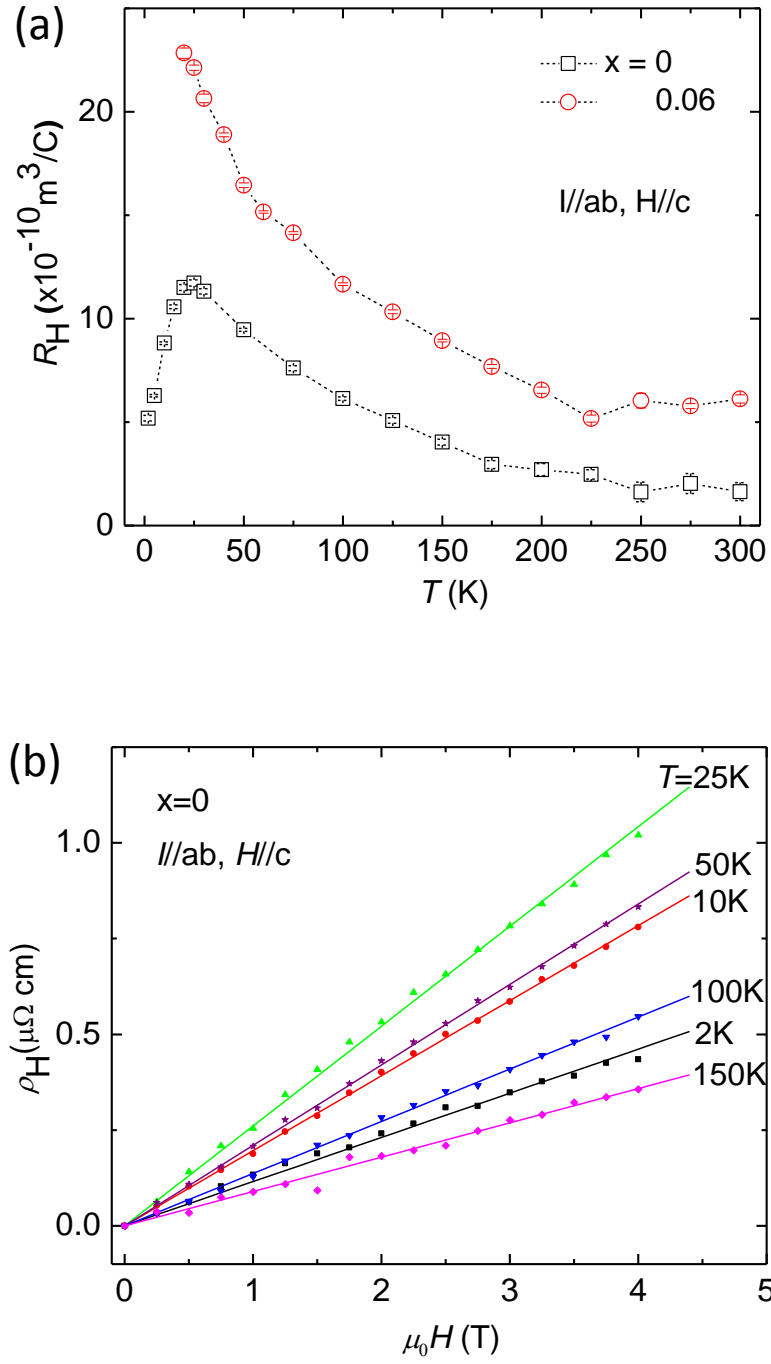 (a)
x = 0
0.06
I//ab, H//c
R_H (x10^-10 m^3/C)
20
10
0
0 50 100 150 200 250 300
T (K)
(b)
x=0
I//ab, H//c
T=25K
50K
10K
100K
2K
150K
ρ_H(μΩ cm)
1.0
0.5
0.0
0 1 2 3 4 5
μ₀H (T)